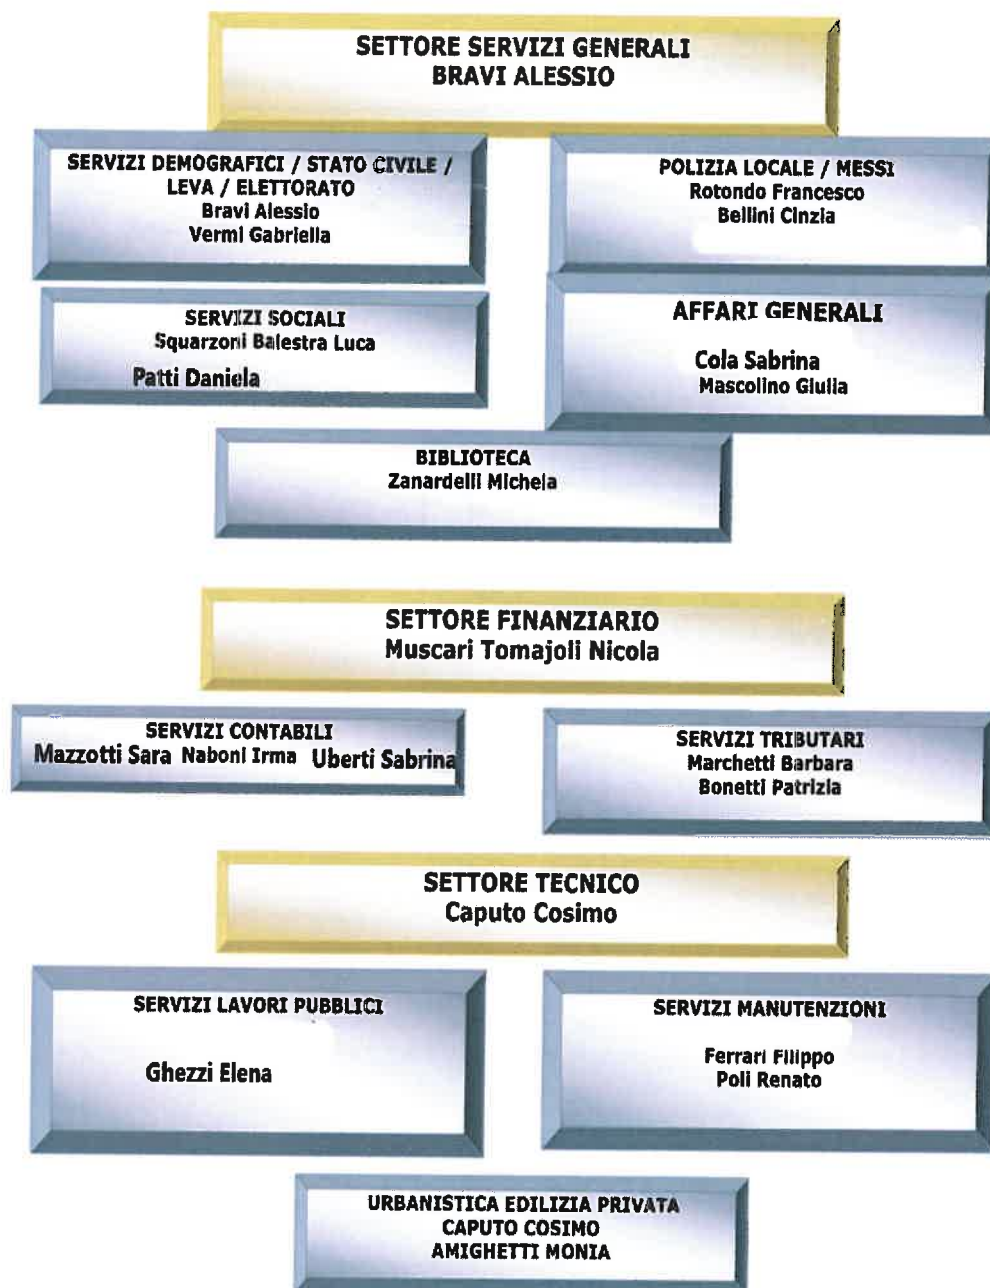 SETTORE SERVIZI GENERALI
BRAVI ALESSIO
SERVIZI DEMOGRAFICI / STATO CIVILE /
LEVA / ELETTORATO
Bravi Alessio
Vermi Gabriella
POLIZIA LOCALE / MESSI
Rotondo Francesco
Bellini Cinzia
SERVIZI SOCIALI
Squarzoni Balestra Luca
Patti Daniela
AFFARI GENERALI
Cola Sabrina
Mascolino Giulia
BIBLIOTECA
Zanardelli Michela
SETTORE FINANZIARIO
Muscari Tomajoli Nicola
SERVIZI CONTABILI
Mazzotti Sara Naboni Irma Uberti Sabrina
SERVIZI TRIBUTARI
Marchetti Barbara
Bonetti Patrizia
SETTORE TECNICO
Caputo Cosimo
SERVIZI LAVORI PUBBLICI
Ghezzi Elena
SERVIZI MANUTENZIONI
Ferrari Filippo
Poli Renato
URBANISTICA EDILIZIA PRIVATA
CAPUTO COSIMO
AMIGHETTI MONIA